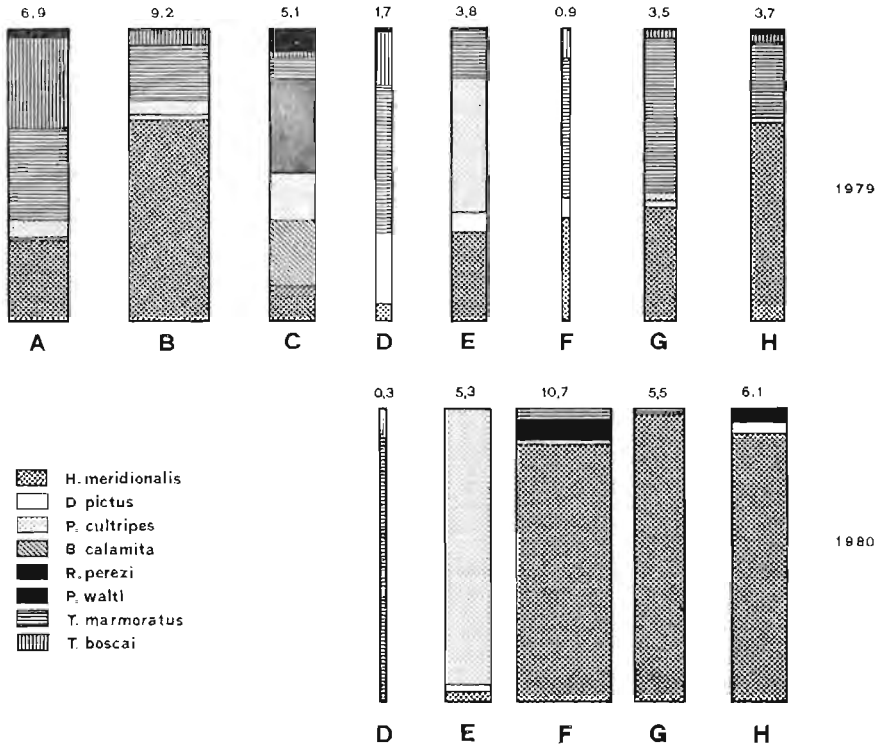 6,9 9.2 5,1 1,7 3,8 0,9 3,5 3,7
1979
A B C D E F G H
0,3 5,3 10,7 5,5 6.1
H. meridionalis
D pictus
P. cultripes
B calamita
1980
R. perezi
P. waltl
T. marmoratus
T. boscai
D E F G H